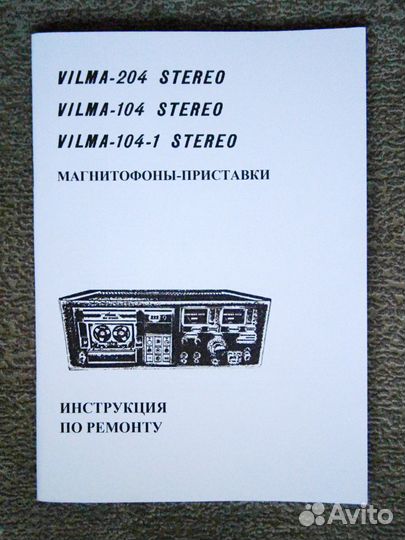 VILMA-204 STEREO
VILMA-104 STEREO
VILMA-104-1 STEREO
МАГНИТОФОНЫ-ПРИСТАВКИ
ИНСТРУКЦИЯ
ПО РЕМОНТУ
Avito